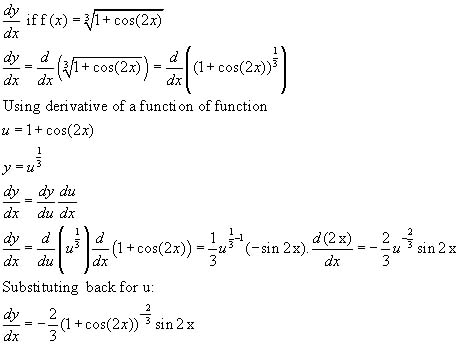 dy/dx if f (x) = ∛(1+cos(2x))
dy/dx = d/dx (∛(1+cos(2x))) = d/dx ((1+cos(2x))^(1/3))
Using derivative of a function of function
u = 1+cos(2x)
y = u^(1/3)
dy/dx = dy/du du/dx
dy/dx = d/du (u^(1/3)) d/dx (1+cos(2x)) = 1/3 u^(1/3−1) (−sin 2x). d(2x)/dx = −2/3 u^(−2/3) sin 2x
Substituting back for u:
dy/dx = −2/3 (1+cos(2x))^(−2/3) sin 2x